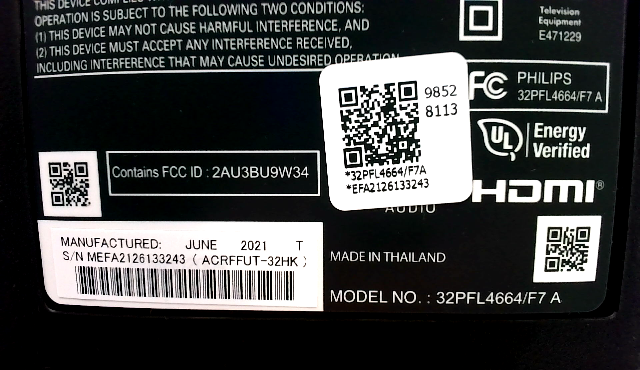 THIS DEVICE COMPLIES
OPERATION IS SUBJECT TO THE FOLLOWING TWO CONDITIONS:
(1) THIS DEVICE MAY NOT CAUSE HARMFUL INTERFERENCE, AND
(2) THIS DEVICE MUST ACCEPT ANY INTERFERENCE RECEIVED,
INCLUDING INTERFERENCE THAT MAY CAUSE UNDESIRED OPERATION.
Television
Equipment
E471229
FC PHILIPS
32PFL4664/F7 A
9852
8113
*32PFL4664/F7A
*EFA2126133243
UL Energy
Verified
HDMI®
AUDIO
Contains FCC ID : 2AU3BU9W34
MANUFACTURED: JUNE 2021 T
S/N MEFA2126133243 ( ACRFFUT-32HK )
MADE IN THAILAND
MODEL NO. : 32PFL4664/F7 A